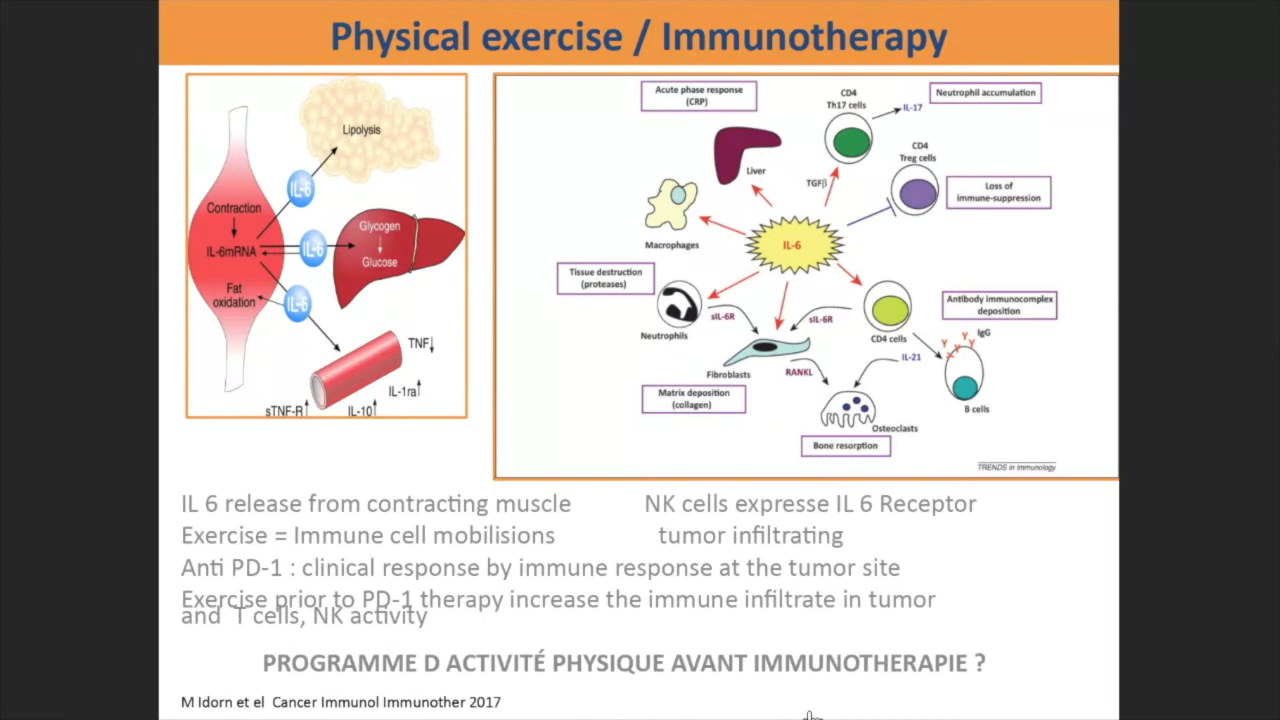 Physical exercise / Immunotherapy
Lipolysis
IL-6
Contraction
IL-6mRNA
IL-6
Glycogen
Glucose
Fat
oxidation
IL-6
TNF↓
IL-1ra↑
sTNF-R↑
IL-10↑
Acute phase response
(CRP)
CD4
Th17 cells
IL-17
Neutrophil accumulation
Liver
TGFβ
CD4
Treg cells
Loss of
immune-suppression
Macrophages
IL-6
Tissue destruction
(proteases)
Neutrophils
sIL-6R
sIL-6R
CD4 cells
Antibody immunocomplex
deposition
IgG
Y Y Y Y Y
Fibroblasts
RANKL
IL-21
B cells
Matrix deposition
(collagen)
Osteoclasts
Bone resorption
TRENDS in Immunology
IL 6 release from contracting muscle NK cells expresse IL 6 Receptor
Exercise = Immune cell mobilisions tumor infiltrating
Anti PD-1 : clinical response by immune response at the tumor site
Exercise prior to PD-1 therapy increase the immune infiltrate in tumor
and T cells, NK activity
PROGRAMME D ACTIVITÉ PHYSIQUE AVANT IMMUNOTHERAPIE ?
M Idorn et el Cancer Immunol Immunother 2017